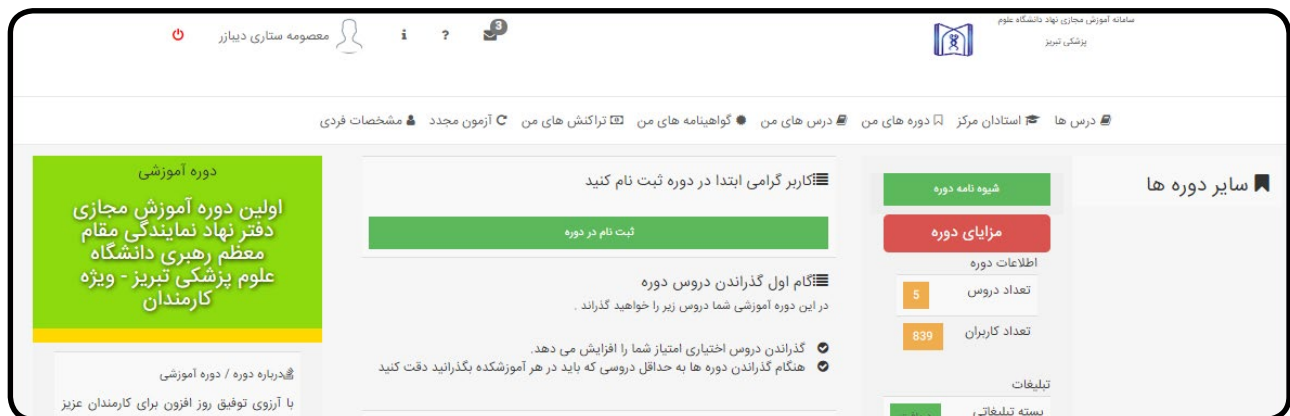 سامانه آموزش مجازی نهاد دانشگاه علوم
پزشکی تبریز
3
؟
i
معصومه ستاری دیبازر
درس ها
استادان مرکز
دوره های من
درس های من
گواهینامه های من
تراکنش های من
آزمون مجدد
مشخصات فردی
سایر دوره ها
شیوه نامه دوره
مزایای دوره
اطلاعات دوره
تعداد دروس
5
تعداد کاربران
839
تبلیغات
بسته تبلیغاتی
کاربر گرامی ابتدا در دوره ثبت نام کنید
ثبت نام در دوره
گام اول گذراندن دروس دوره
در این دوره آموزشی شما دروس زیر را خواهید گذراند .
گذراندن دروس اختیاری امتیاز شما را افزایش می دهد.
هنگام گذراندن دوره ها به حداقل دروسی که باید در هر آموزشکده بگذرانید دقت کنید
دوره آموزشی
اولین دوره آموزش مجازی
دفتر نهاد نمایندگی مقام
معظم رهبری دانشگاه
علوم پزشکی تبریز - ویژه
کارمندان
درباره دوره / دوره آموزشی
با آرزوی توفیق روز افزون برای کارمندان عزیز